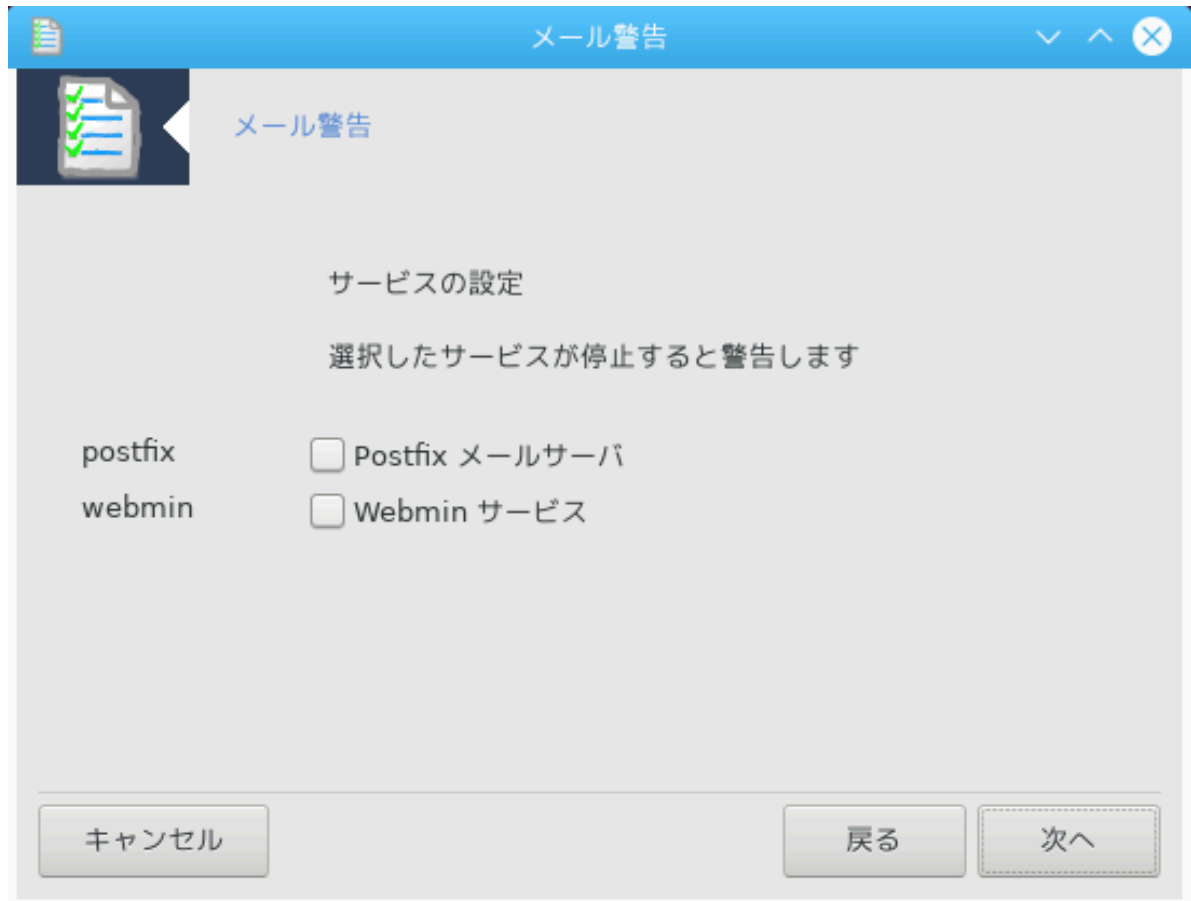 メール警告
メール警告
サービスの設定
選択したサービスが停止すると警告します
postfix Postfix メールサーバ
webmin Webmin サービス
キャンセル 戻る 次へ